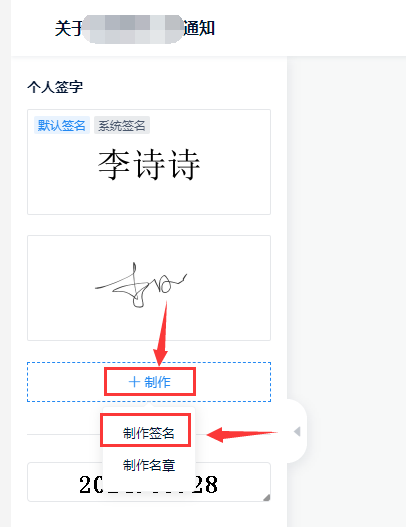 关于通知
个人签字
默认签名 系统签名
李诗诗
+ 制作
制作签名
制作名章